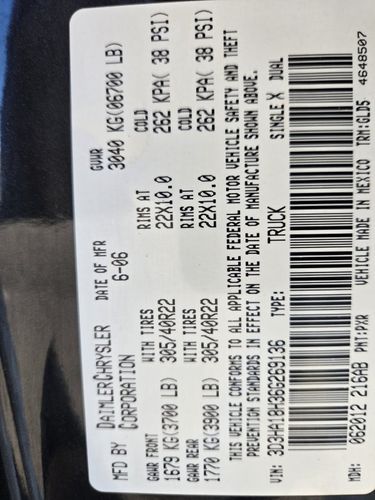 MFD BY DAIMLERCHRYSLER CORPORATION DATE OF MFR 6-06 GVWR 3040 KG(06700 LB)
GAWR FRONT WITH TIRES RIMS AT COLD
1679 KG(3700 LB) 305/40R22 22X10.0 262 KPA( 38 PSI)
GAWR REAR WITH TIRES RIMS AT COLD
1770 KG(3900 LB) 305/40R22 22X10.0 262 KPA( 38 PSI)
THIS VEHICLE CONFORMS TO ALL APPLICABLE FEDERAL MOTOR VEHICLE SAFETY AND THEFT
PREVENTION STANDARDS IN EFFECT ON THE DATE OF MANUFACTURE SHOWN ABOVE.
VIN: 3D3HA18H36G269136 TYPE: TRUCK SINGLE X DUAL
MDH: 062012 216AB PNT:PXR VEHICLE MADE IN MEXICO TRM:GLD5
4648507